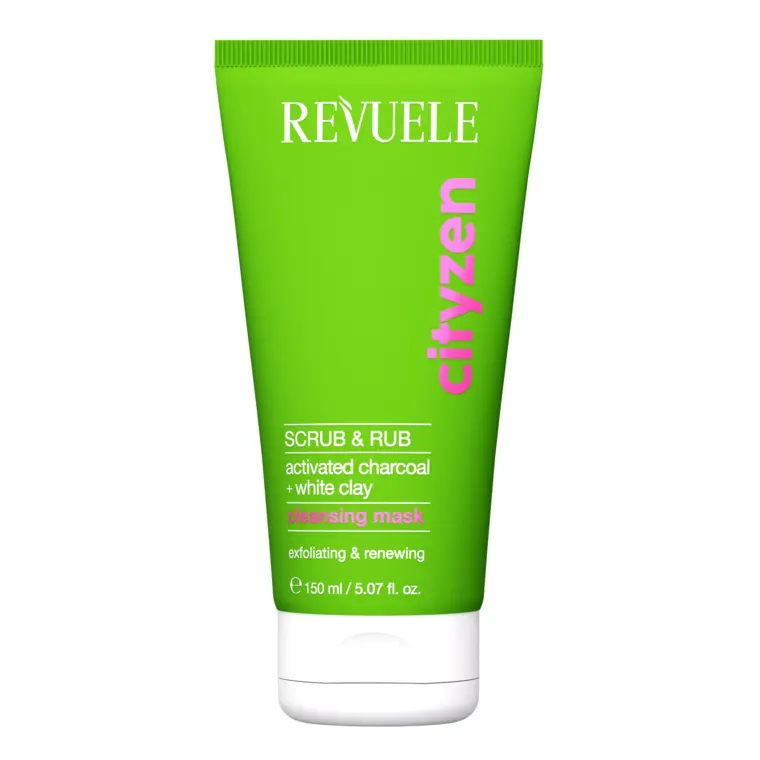 REVUELE
cityzen
SCRUB & RUB
activated charcoal
+ white clay
cleansing mask
exfoliating & renewing
℮ 150 ml / 5.07 fl. oz.